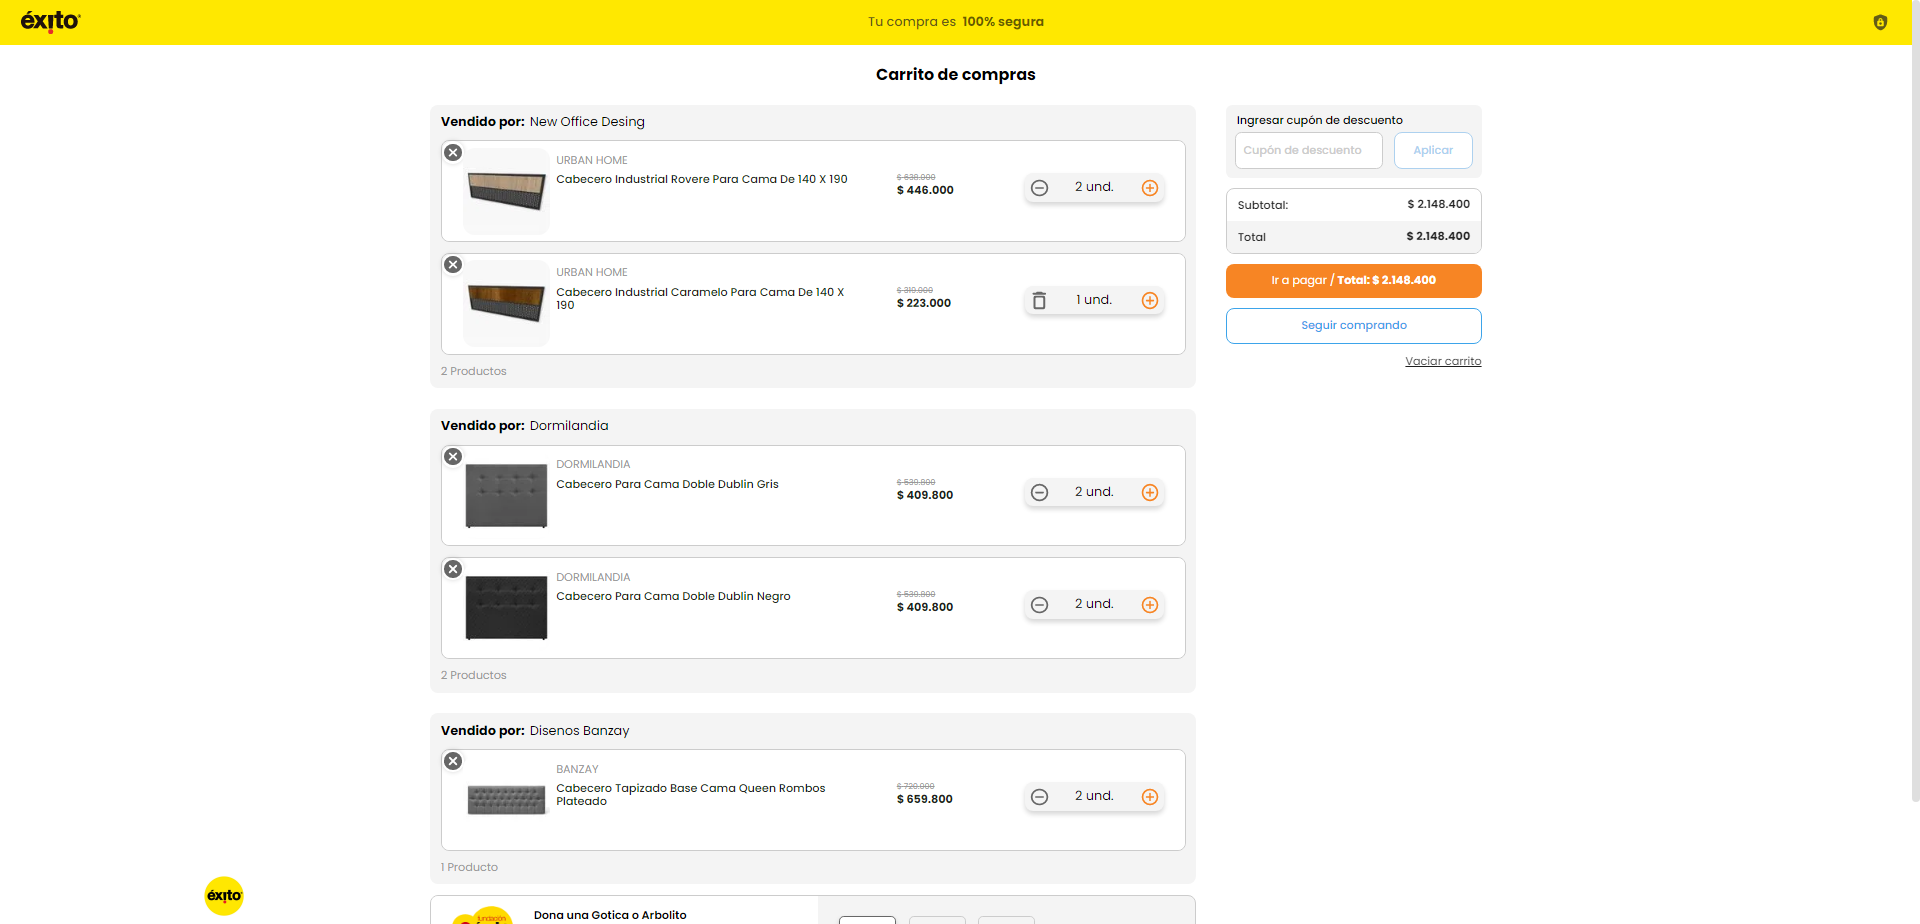 éxito
Tu compra es 100% segura
Carrito de compras
Vendido por: New Office Desing
URBAN HOME
Cabecero Industrial Rovere Para Cama De 140 X 190
$ 638.000
$ 446.000
2 und.
URBAN HOME
Cabecero Industrial Caramelo Para Cama De 140 X
190
$ 319.000
$ 223.000
1 und.
2 Productos
Vendido por: Dormilandia
DORMILANDIA
Cabecero Para Cama Doble Dublin Gris
$ 539.800
$ 409.800
2 und.
DORMILANDIA
Cabecero Para Cama Doble Dublin Negro
$ 539.800
$ 409.800
2 und.
2 Productos
Vendido por: Disenos Banzay
BANZAY
Cabecero Tapizado Base Cama Queen Rombos
Plateado
$ 720.000
$ 659.800
2 und.
1 Producto
Dona una Gotica o Arbolito
fundación
Ingresar cupón de descuento
Cupón de descuento
Aplicar
Subtotal: $ 2.148.400
Total $ 2.148.400
Ir a pagar / Total: $ 2.148.400
Seguir comprando
Vaciar carrito
éxito